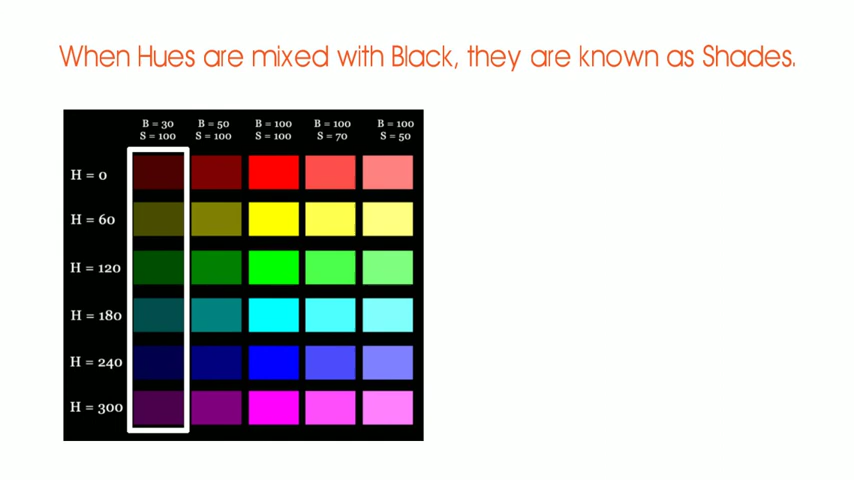 When Hues are mixed with Black, they are known as Shades.
B = 30 B = 50 B = 100 B = 100 B = 100
S = 100 S = 100 S = 100 S = 70 S = 50
H = 0
H = 60
H = 120
H = 180
H = 240
H = 300